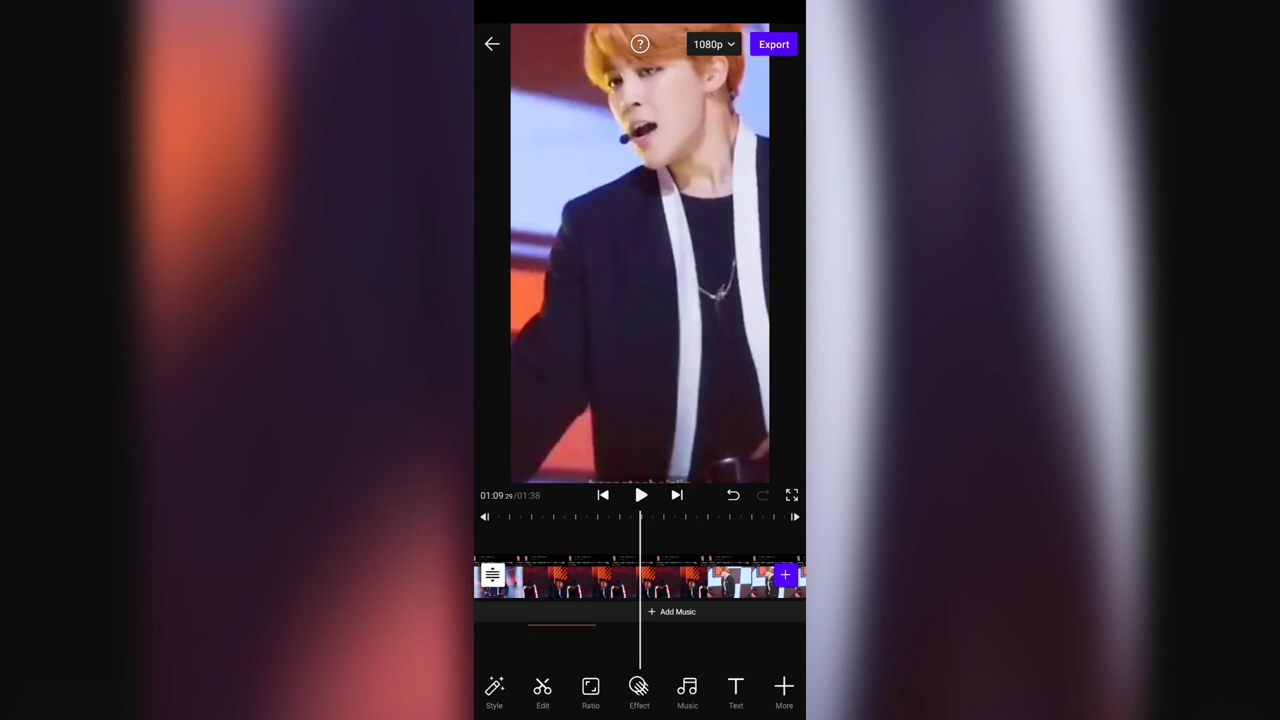 ?
1080p
Export
01:09 29/01:38
Add Music
Style
Edit
Ratio
Effect
Music
Text
More